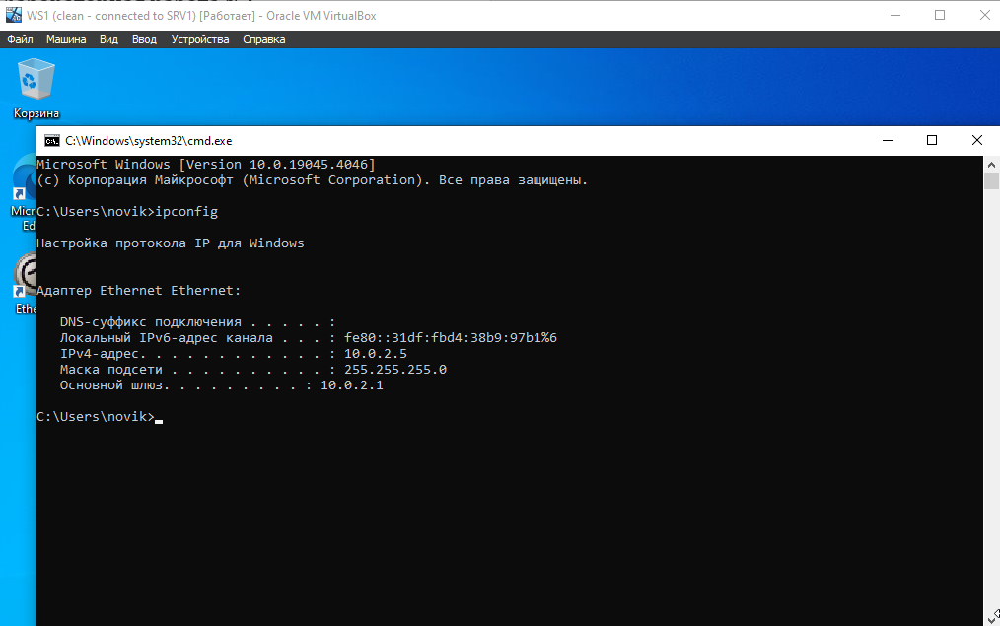 WS1 (clean - connected to SRV1) [Работает] - Oracle VM VirtualBox
Файл Машина Вид Ввод Устройства Справка
Корзина
C:\Windows\system32\cmd.exe
Microsoft Windows [Version 10.0.19045.4046]
(c) Корпорация Майкрософт (Microsoft Corporation). Все права защищены.
Micr
Ed
C:\Users\novik>ipconfig
Настройка протокола IP для Windows
Адаптер Ethernet Ethernet:
Ethe
DNS-суффикс подключения . . . . . :
Локальный IPv6-адрес канала . . . : fe80::31df:fbd4:38b9:97b1%6
IPv4-адрес. . . . . . . . . . . . : 10.0.2.5
Маска подсети . . . . . . . . . . : 255.255.255.0
Основной шлюз. . . . . . . . . : 10.0.2.1
C:\Users\novik>